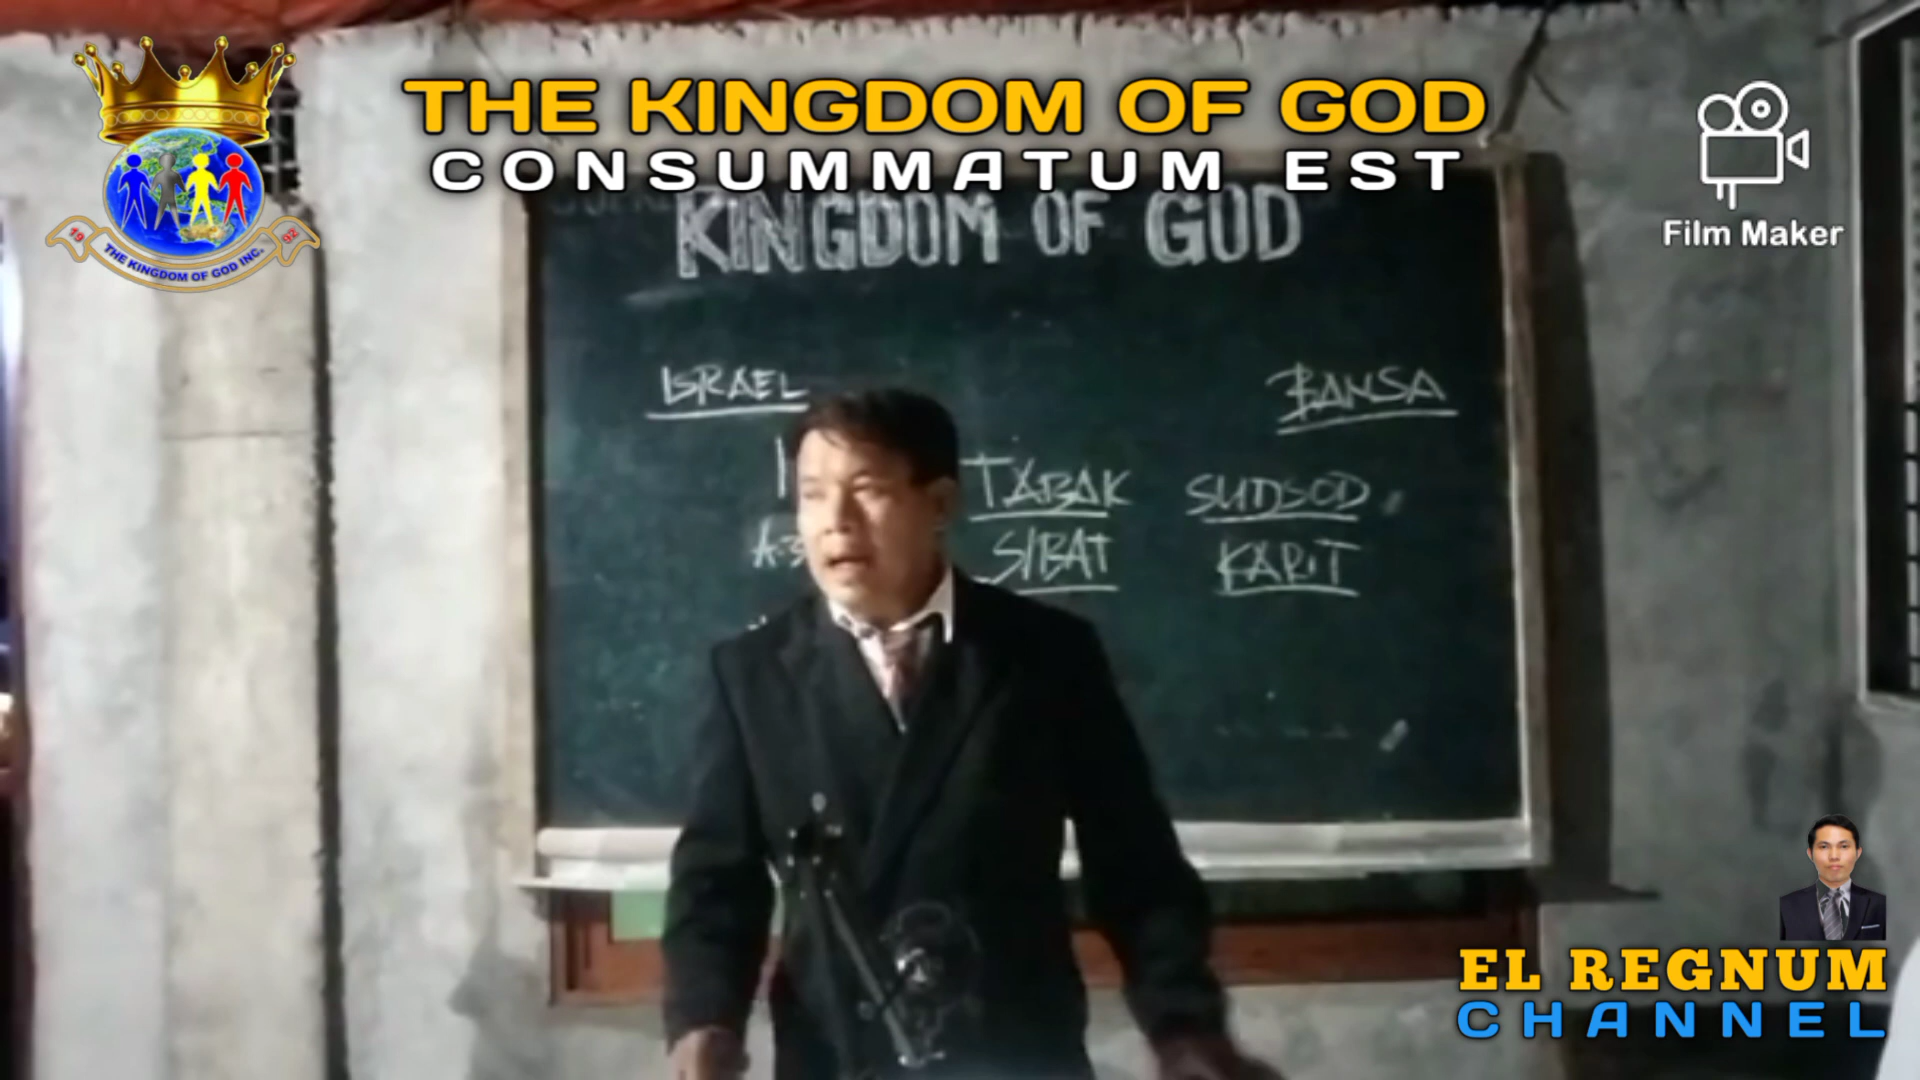 THE KINGDOM OF GOD
CONSUMMATUM EST
19 THE KINGDOM OF GOD INC. 92
Film Maker
KINGDOM OF GOD
ISRAEL BANSA
TABAK SUDSOD
SIBAT KARIT
EL REGNUM
CHANNEL